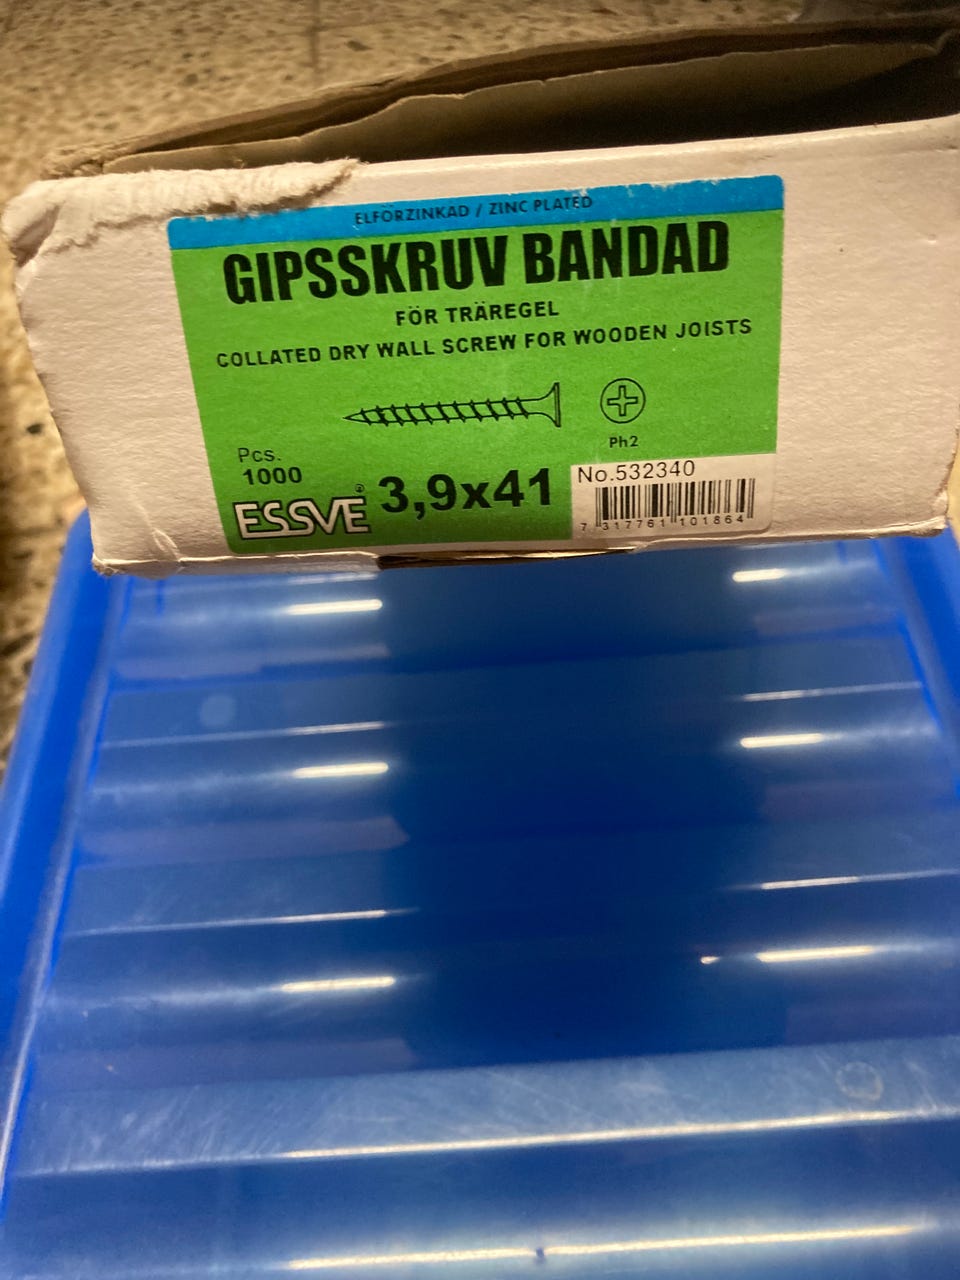 ELFÖRZINKAD / ZINC PLATED
GIPSSKRUV BANDAD
FÖR TRÄREGEL
COLLATED DRY WALL SCREW FOR WOODEN JOISTS
Ph2
Pcs.
1000
ESSVE®
3,9x41
No.532340
7 317761 101864